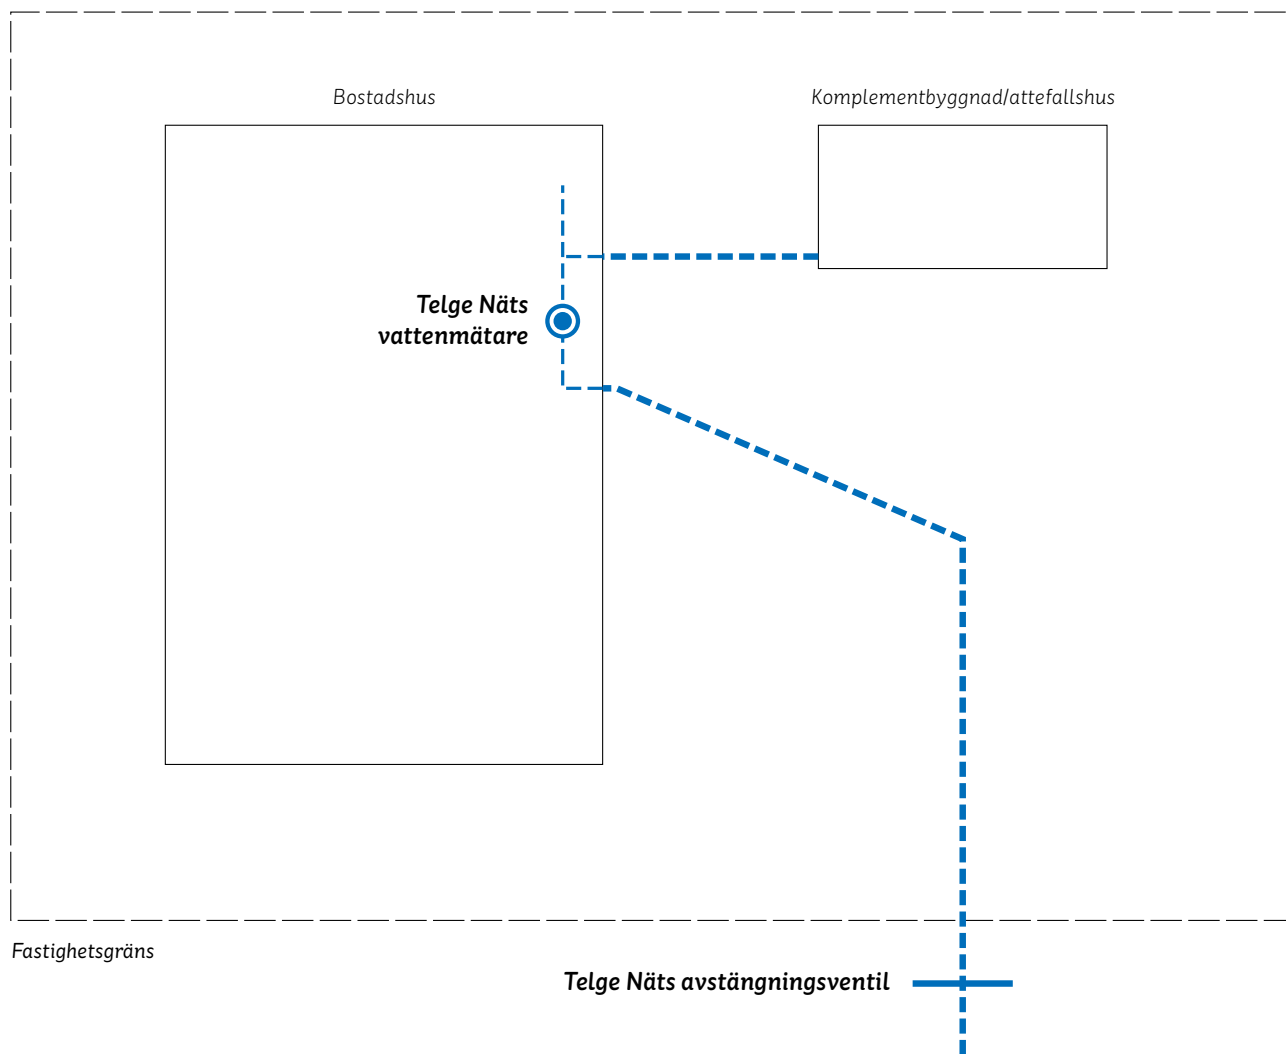 Bostadshus
Komplementbyggnad/attefallshus
Telge Näts
vattenmätare
Fastighetsgräns
Telge Näts avstängningsventil